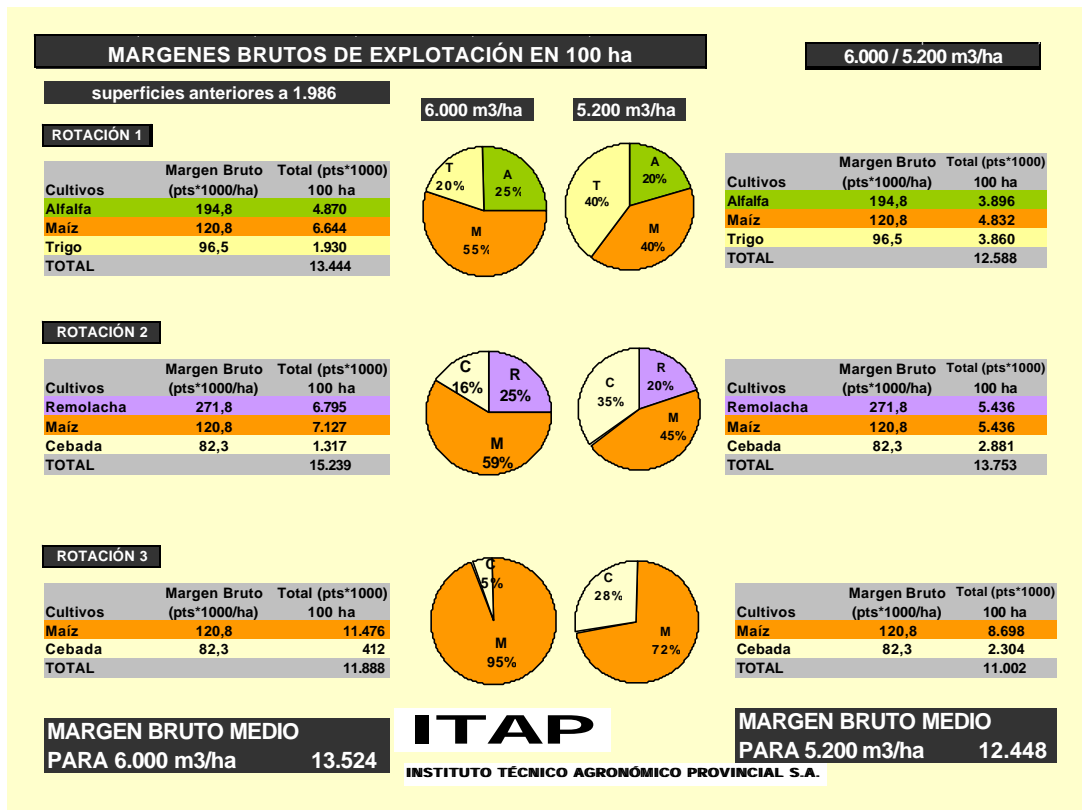 MARGENES BRUTOS DE EXPLOTACIÓN EN 100 ha
6.000 / 5.200 m3/ha
superficies anteriores a 1.986
6.000 m3/ha
5.200 m3/ha
ROTACIÓN 1
Margen Bruto Total (pts*1000)
Cultivos (pts*1000/ha) 100 ha
Alfalfa 194,8 4.870
Maíz 120,8 6.644
Trigo 96,5 1.930
TOTAL 13.444
T
20%
A
25%
M
55%
T
40%
A
20%
M
40%
Margen Bruto Total (pts*1000)
Cultivos (pts*1000/ha) 100 ha
Alfalfa 194,8 3.896
Maíz 120,8 4.832
Trigo 96,5 3.860
TOTAL 12.588
ROTACIÓN 2
Margen Bruto Total (pts*1000)
Cultivos (pts*1000/ha) 100 ha
Remolacha 271,8 6.795
Maíz 120,8 7.127
Cebada 82,3 1.317
TOTAL 15.239
C
16%
R
25%
M
59%
C
35%
R
20%
M
45%
Margen Bruto Total (pts*1000)
Cultivos (pts*1000/ha) 100 ha
Remolacha 271,8 5.436
Maíz 120,8 5.436
Cebada 82,3 2.881
TOTAL 13.753
ROTACIÓN 3
Margen Bruto Total (pts*1000)
Cultivos (pts*1000/ha) 100 ha
Maíz 120,8 11.476
Cebada 82,3 412
TOTAL 11.888
C
5%
M
95%
C
28%
M
72%
Margen Bruto Total (pts*1000)
Cultivos (pts*1000/ha) 100 ha
Maíz 120,8 8.698
Cebada 82,3 2.304
TOTAL 11.002
MARGEN BRUTO MEDIO
PARA 6.000 m3/ha 13.524
ITAP
INSTITUTO TÉCNICO AGRONÓMICO PROVINCIAL S.A.
MARGEN BRUTO MEDIO
PARA 5.200 m3/ha 12.448